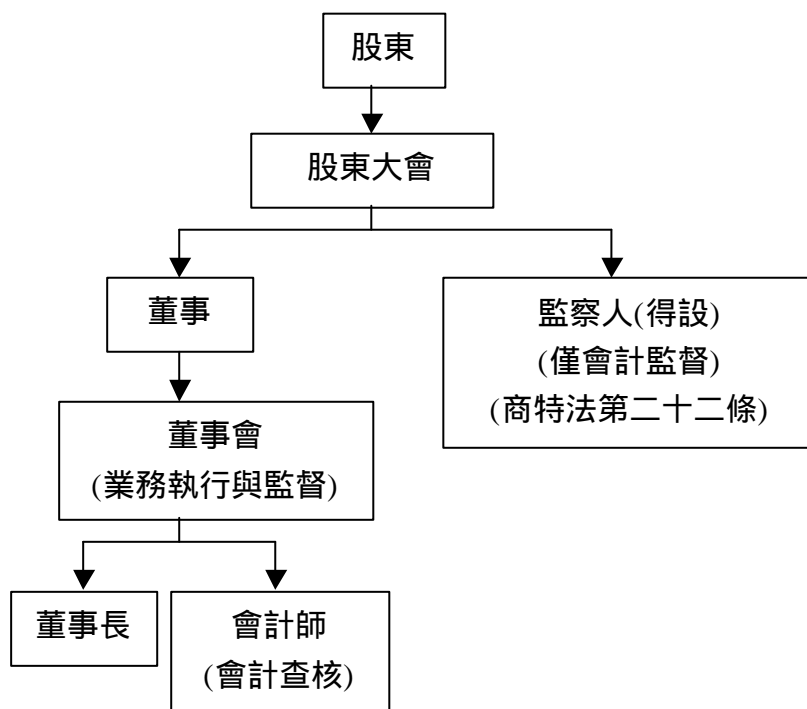 股東
股東大會
董事
監察人(得設)
(僅會計監督)
(商特法第二十二條)
董事會
(業務執行與監督)
董事長
會計師
(會計查核)